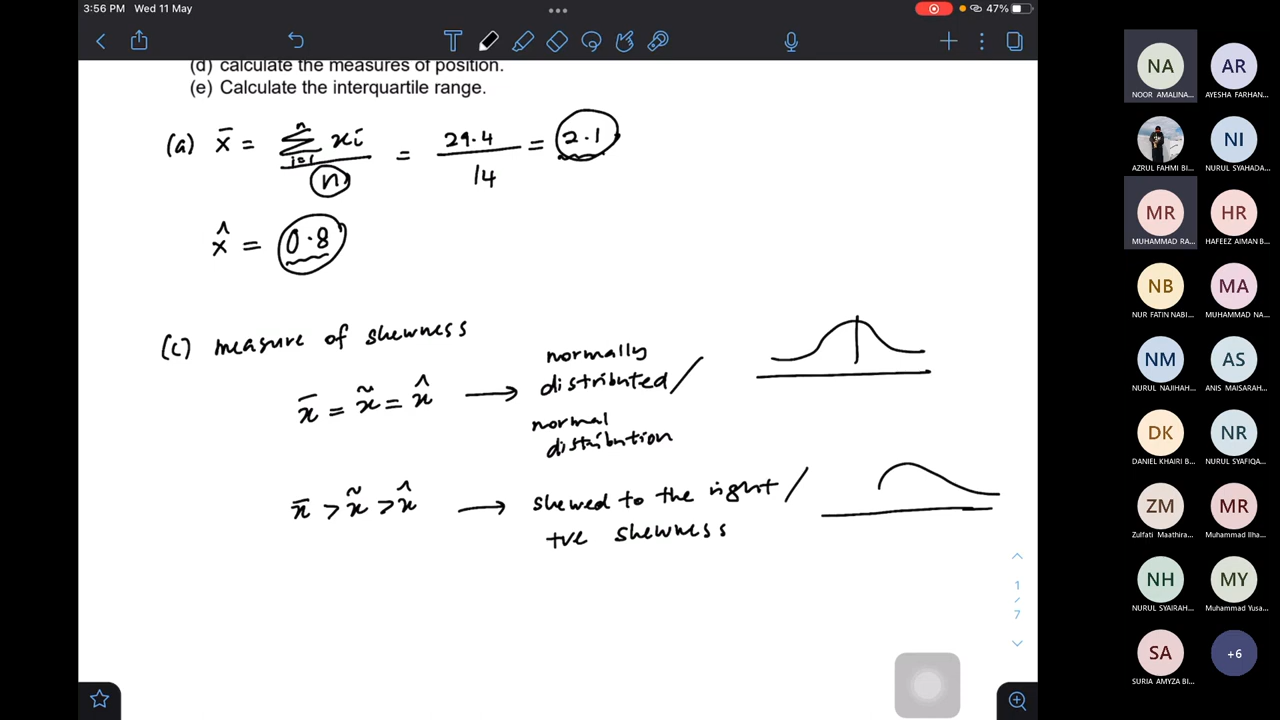 3:56 PM Wed 11 May
47%
(d) calculate the measures of position.
(e) Calculate the interquartile range.
(a) x̄ = Σⁿᵢ₌₁ xi / n = 29.4 / 14 = 2.1
x̂ = 0.8
(c) measure of skewness
x̄ = x̃ = x̂ → normally distributed /
normal distribution
x̄ > x̃ > x̂ → skewed to the right /
+ve skewness
1
/
7
NA
NOOR AMALINA...
AR
AYESHA FARHAN...
AZRUL FAHMI BI...
NI
NURUL SYAHADA...
MR
MUHAMMAD RA...
HR
HAFEEZ AIMAN B...
NB
NUR FATIN NABI...
MA
MUHAMMAD NA...
NM
NURUL NAJIHAH...
AS
ANIS MAISARAH...
DK
DANIEL KHAIRI B...
NR
NURUL SYAFIQA...
ZM
Zulfati Maathira...
MR
Muhammad Ilha...
NH
NURUL SYAIRAH...
MY
Muhammad Yusa...
SA
SURIA AMYZA BI...
+6